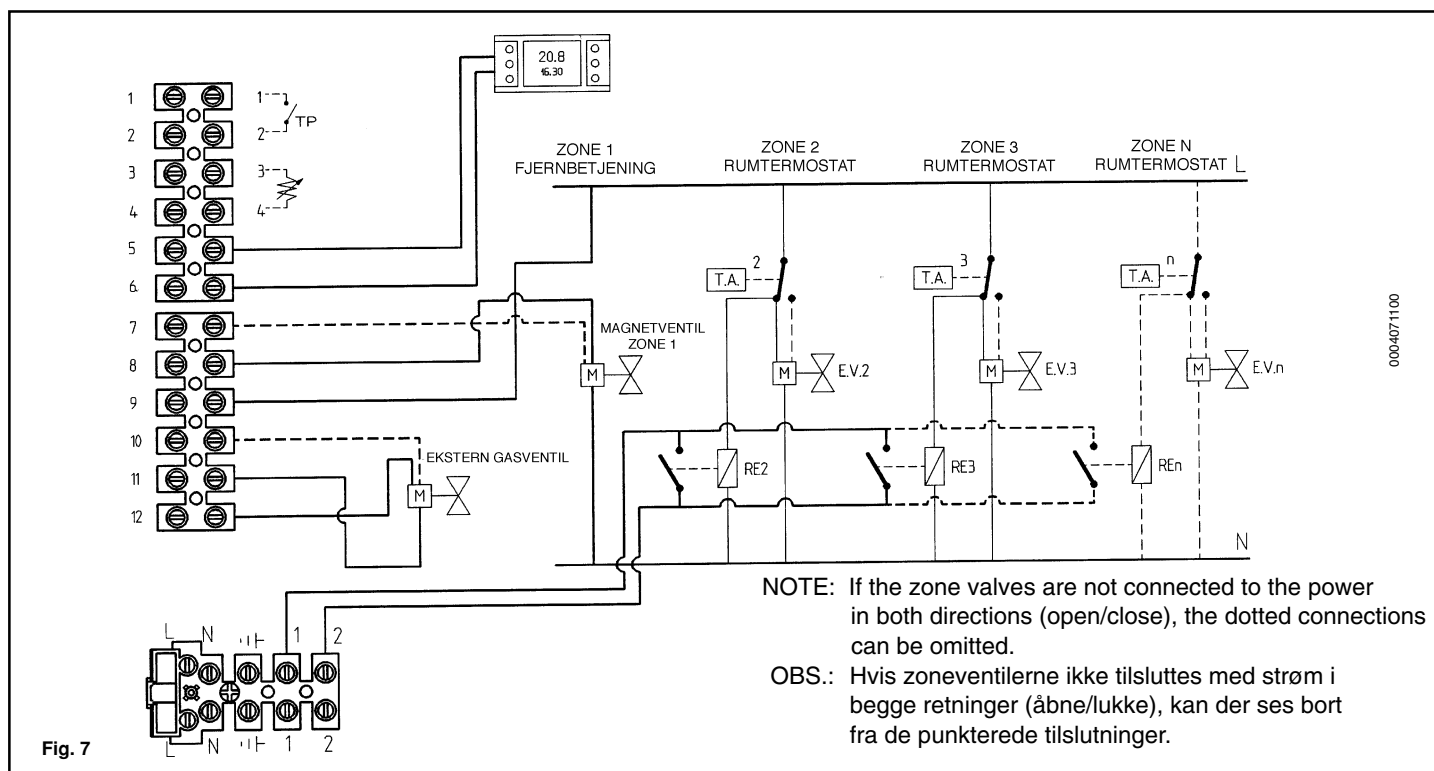 20.8
16.30
1
2
3
4
5
6
7
8
9
10
11
12
1
TP
2
3
4
ZONE 1
FJERNBETJENING
ZONE 2
RUMTERMOSTAT
ZONE 3
RUMTERMOSTAT
ZONE N
RUMTERMOSTAT
L
T.A.
2
T.A.
3
T.A.
n
MAGNETVENTIL
ZONE 1
M
M
E.V.2
M
E.V.3
M
E.V.n
EKSTERN GASVENTIL
M
RE2
RE3
REn
N
0004071100
L
N
1
2
L
N
1
2
NOTE: If the zone valves are not connected to the power
in both directions (open/close), the dotted connections
can be omitted.
OBS.: Hvis zoneventilerne ikke tilsluttes med strøm i
begge retninger (åbne/lukke), kan der ses bort
fra de punkterede tilslutninger.
Fig. 7